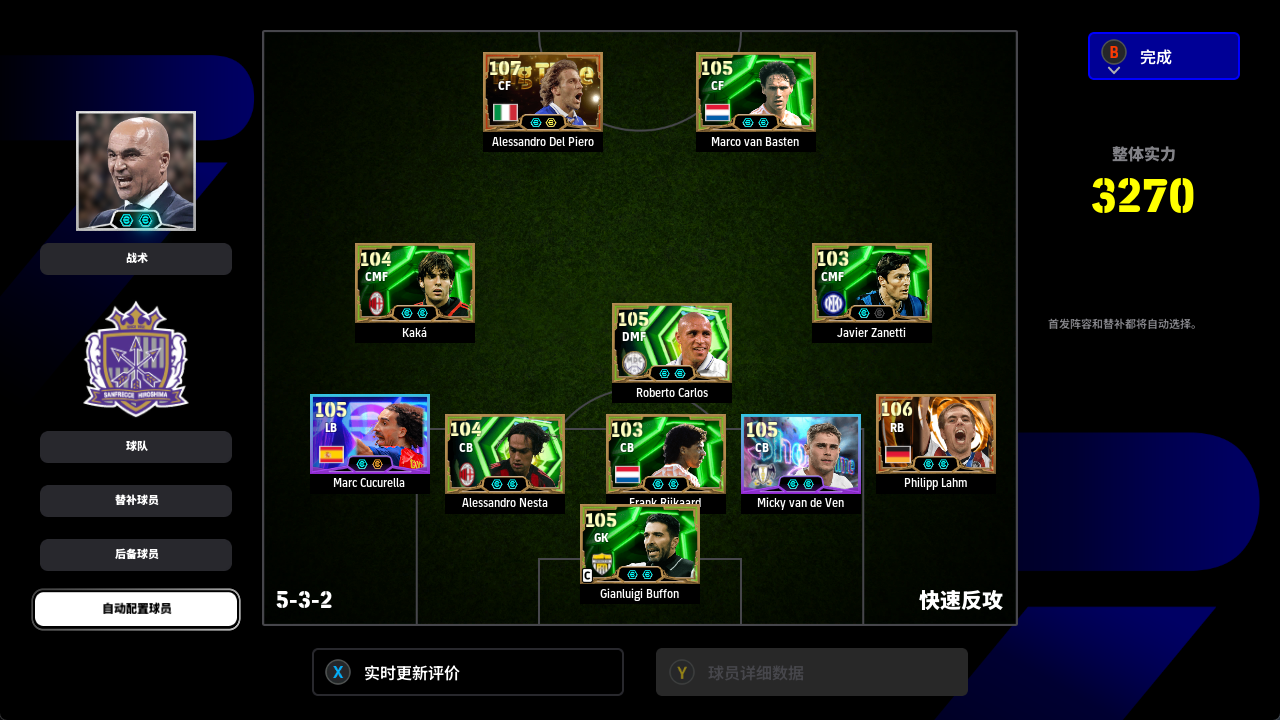 战术
SANFRECCE HIROSHIMA
球队
替补球员
后备球员
自动配置球员
107
CF
Alessandro Del Piero
105
CF
Marco van Basten
104
CMF
Kaká
103
CMF
Javier Zanetti
105
DMF
Roberto Carlos
105
LB
Marc Cucurella
104
CB
Alessandro Nesta
103
CB
Frank Rijkaard
105
CB
Micky van de Ven
106
RB
Philipp Lahm
105
GK
C
Gianluigi Buffon
5-3-2
快速反攻
X 实时更新评价
Y 球员详细数据
B 完成
整体实力
3270
首发阵容和替补都将自动选择。